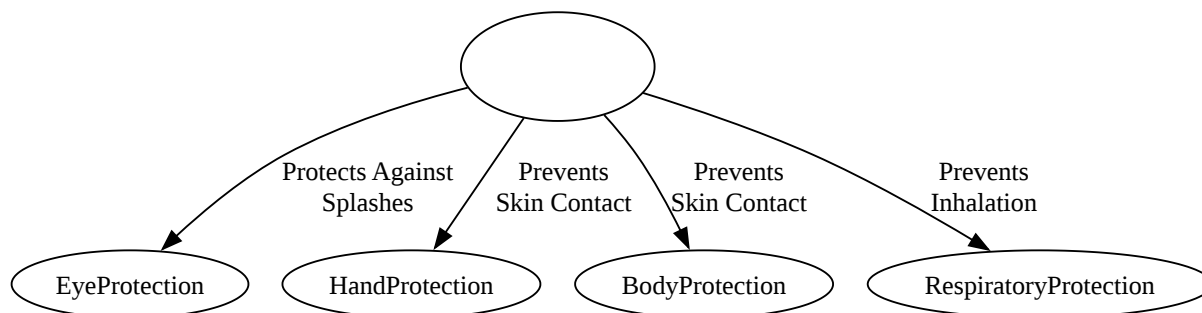 Protects Against
Splashes
Prevents
Skin Contact
Prevents
Skin Contact
Prevents
Inhalation
EyeProtection
HandProtection
BodyProtection
RespiratoryProtection